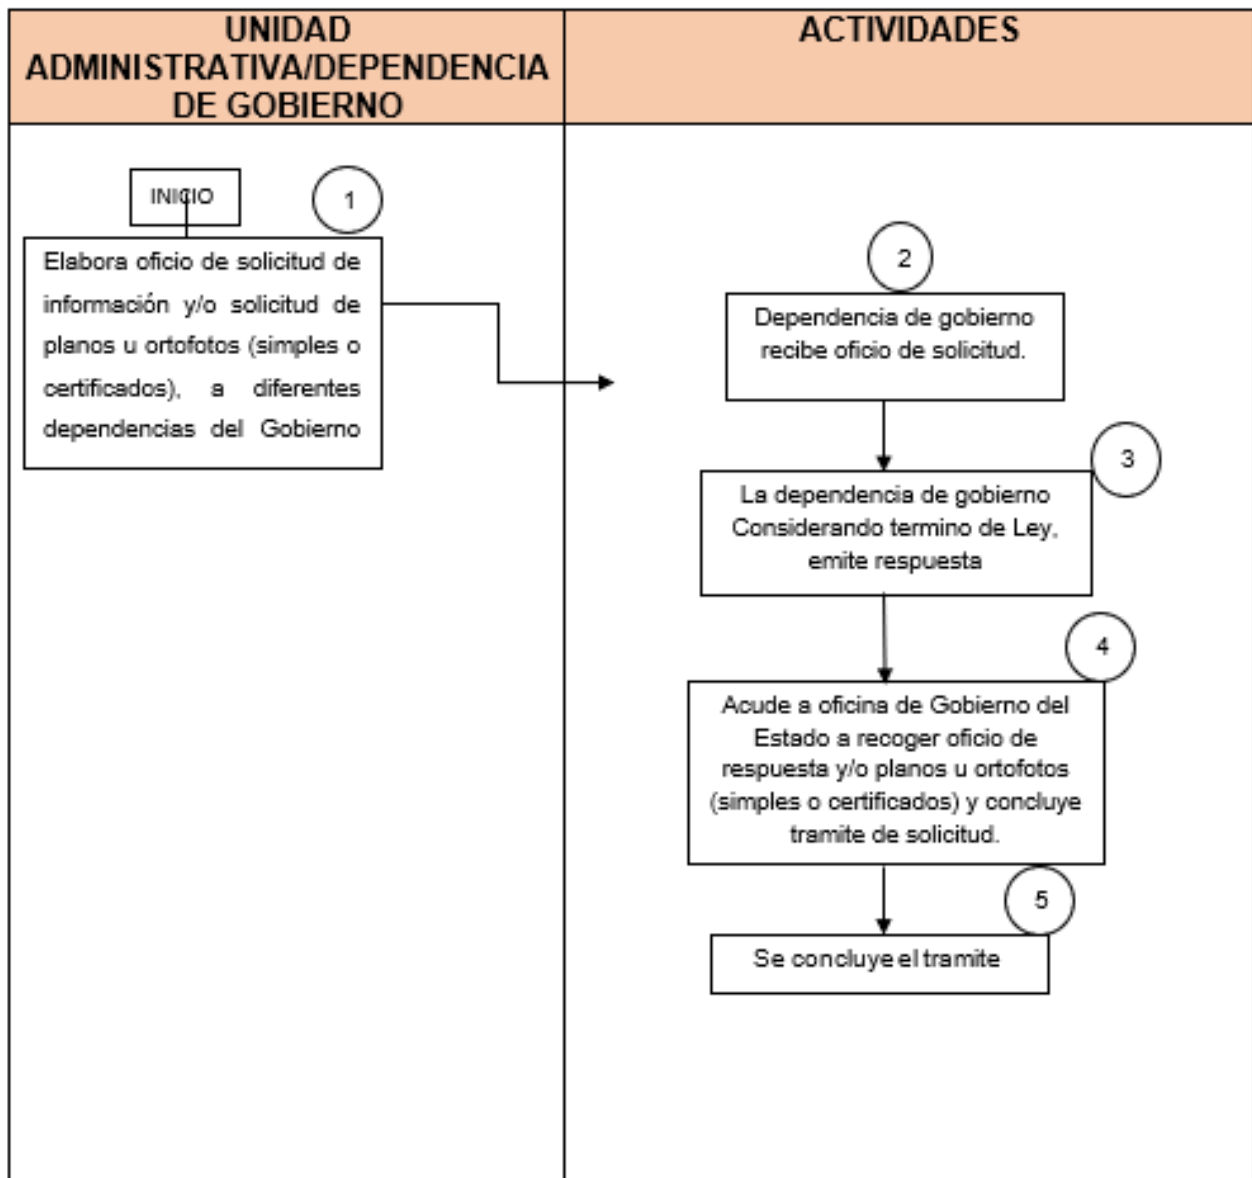 UNIDAD
ADMINISTRATIVA/DEPENDENCIA
DE GOBIERNO
ACTIVIDADES
INICIO
1
Elabora oficio de solicitud de
información y/o solicitud de
planos u ortofotos (simples o
certificados), a diferentes
dependencias del Gobierno
2
Dependencia de gobierno
recibe oficio de solicitud.
3
La dependencia de gobierno
Considerando termino de Ley,
emite respuesta
4
Acude a oficina de Gobierno del
Estado a recoger oficio de
respuesta y/o planos u ortofotos
(simples o certificados) y concluye
tramite de solicitud.
5
Se concluye el tramite